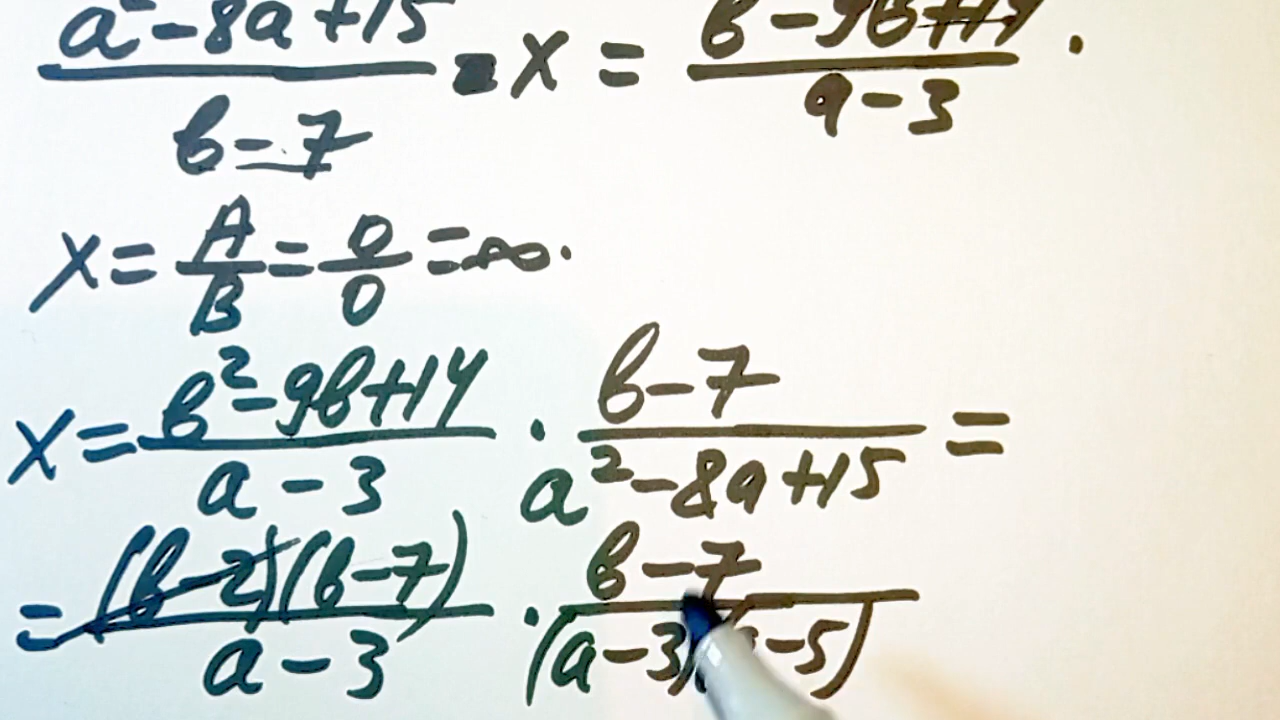 a²-8a+15 / b-7 · x = b-9b+14 / a-3 .
x = A/B = 0/0 = ∞.
x = b²-9b+14 / a-3 · b-7 / a²-8a+15 =
= (b-2)(b-7) / a-3 · b-7 / (a-3)(a-5)